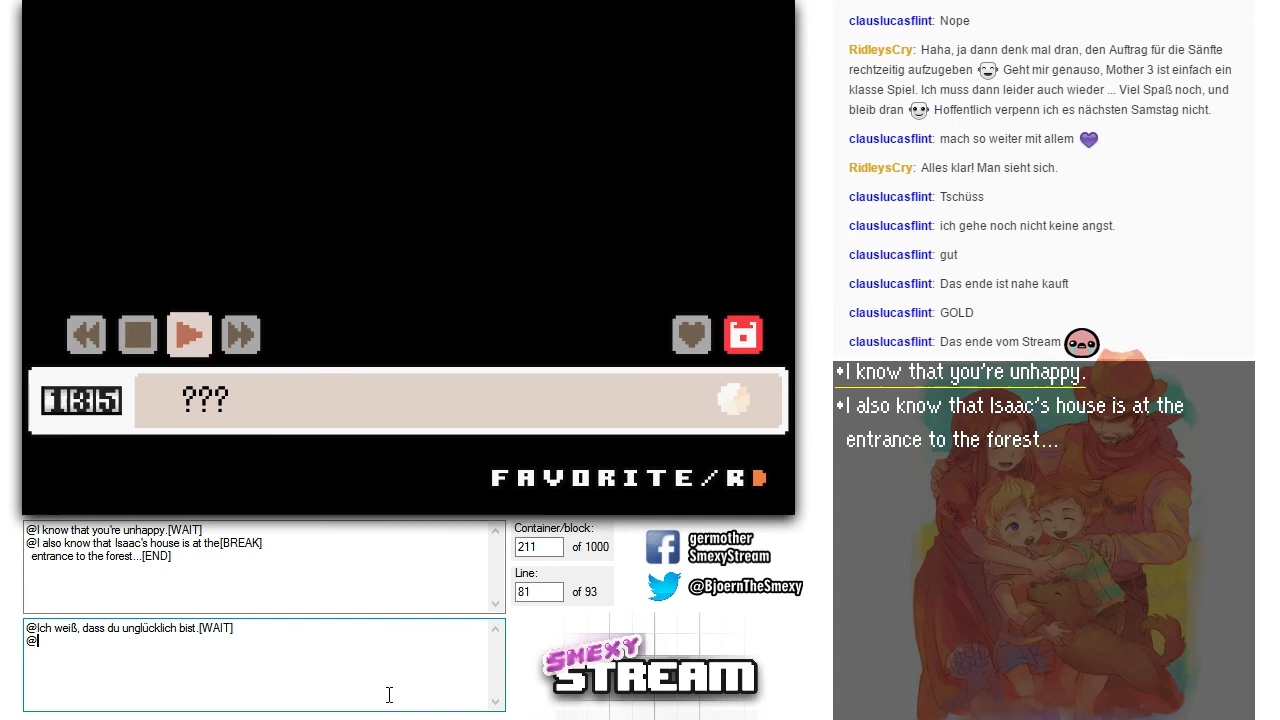 135
???
FAVORITE/R
@I know that you're unhappy.[WAIT]
@I also know that Isaac's house is at the[BREAK]
entrance to the forest...[END]
@Ich weiß, dass du unglücklich bist.[WAIT]
@
Container/block:
211 of 1000
Line:
81 of 93
germother
SmexyStream
@BjoernTheSmexy
SMEXY
STREAM
clauslucasflint: Nope
RidleysCry: Haha, ja dann denk mal dran, den Auftrag für die Sänfte
rechtzeitig aufzugeben Geht mir genauso, Mother 3 ist einfach ein
klasse Spiel. Ich muss dann leider auch wieder ... Viel Spaß noch, und
bleib dran Hoffentlich verpenn ich es nächsten Samstag nicht.
clauslucasflint: mach so weiter mit allem
RidleysCry: Alles klar! Man sieht sich.
clauslucasflint: Tschüss
clauslucasflint: ich gehe noch nicht keine angst.
clauslucasflint: gut
clauslucasflint: Das ende ist nahe kauft
clauslucasflint: GOLD
clauslucasflint: Das ende vom Stream
•I know that you're unhappy.
•I also know that Isaac's house is at the
entrance to the forest...